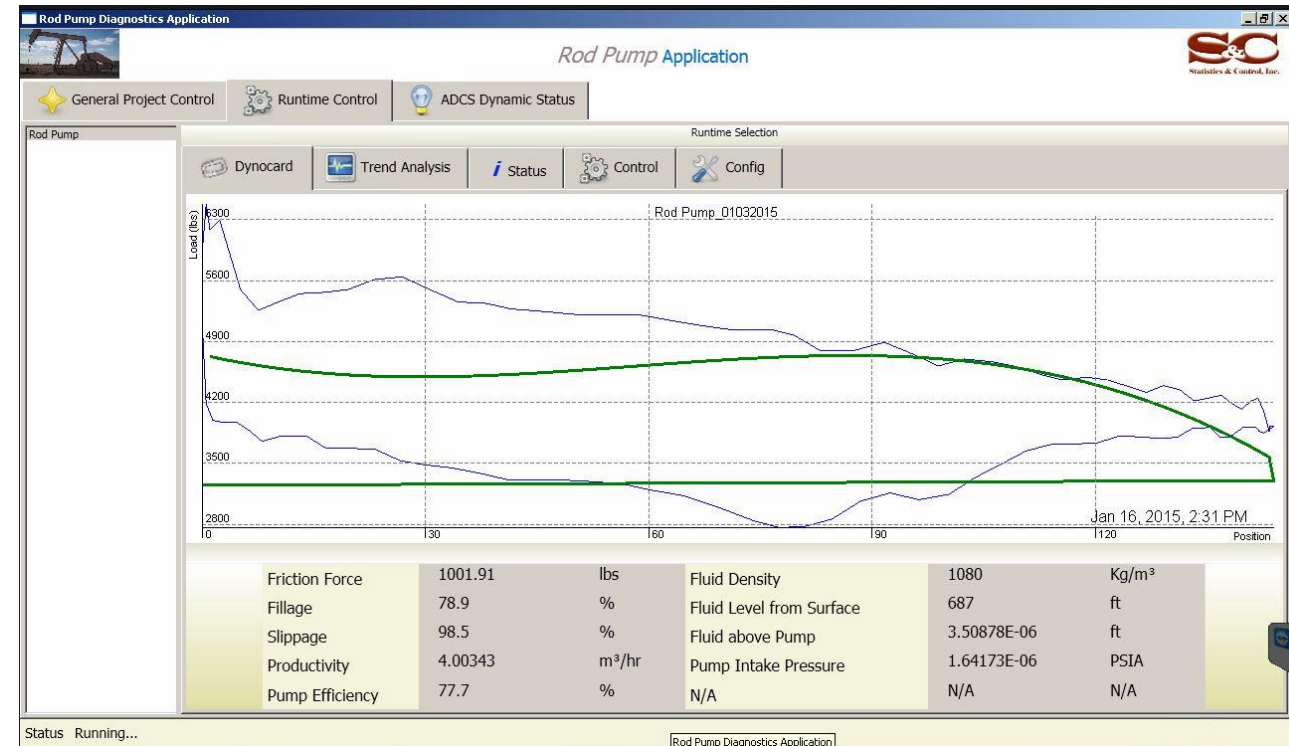 Rod Pump Diagnostics Application
Rod Pump Application
S&C
Statistics & Control, Inc.
General Project Control
Runtime Control
ADCS Dynamic Status
Rod Pump
Runtime Selection
Dynocard
Trend Analysis
i Status
Control
Config
Load (lbs)
6300
Rod Pump_01032015
5600
4900
4200
3500
2800
Jan 16, 2015, 2:31 PM
0 30 60 90 120 Position
Friction Force 1001.91 lbs Fluid Density 1080 Kg/m³
Fillage 78.9 % Fluid Level from Surface 687 ft
Slippage 98.5 % Fluid above Pump 3.50878E-06 ft
Productivity 4.00343 m³/hr Pump Intake Pressure 1.64173E-06 PSIA
Pump Efficiency 77.7 % N/A N/A N/A
Status Running...
Rod Pump Diagnostics Application